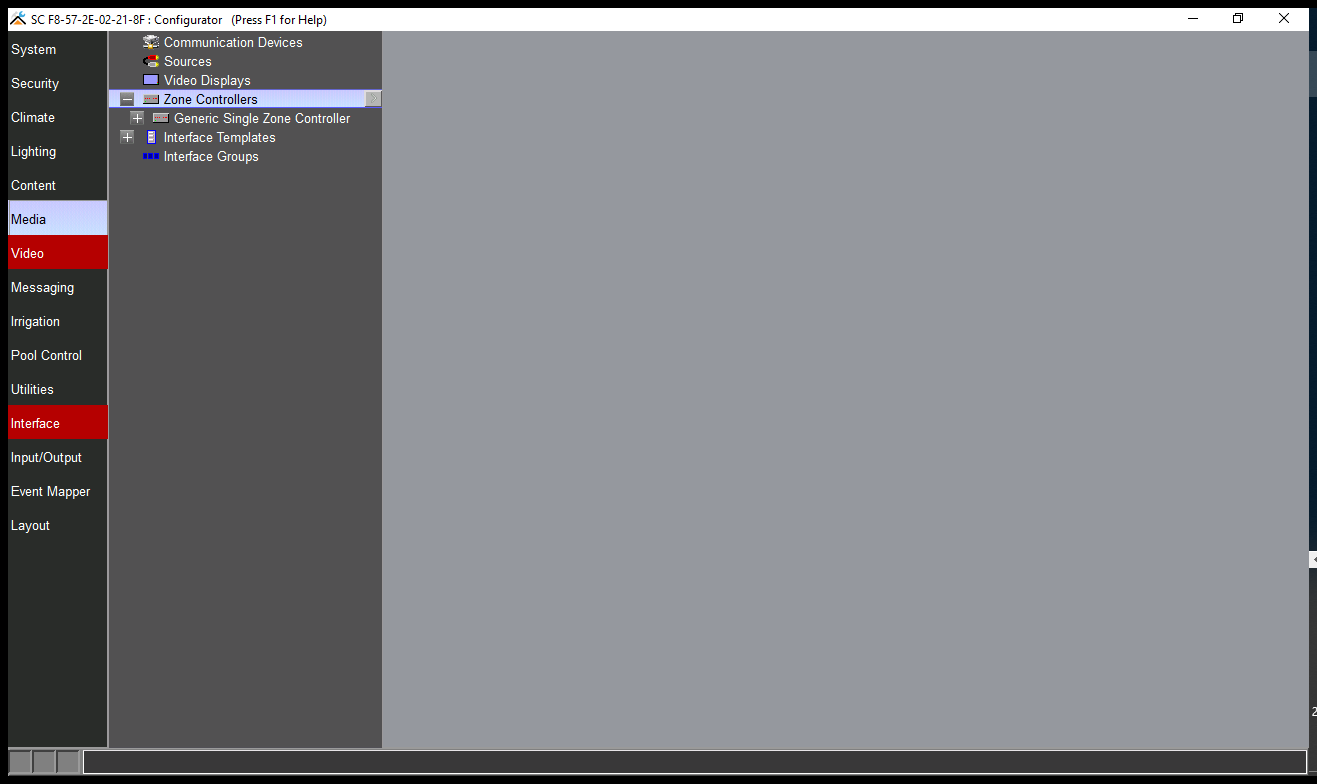 SC F8-57-2E-02-21-8F : Configurator (Press F1 for Help)
System
Security
Climate
Lighting
Content
Media
Video
Messaging
Irrigation
Pool Control
Utilities
Interface
Input/Output
Event Mapper
Layout
Communication Devices
Sources
Video Displays
Zone Controllers
Generic Single Zone Controller
Interface Templates
Interface Groups
2